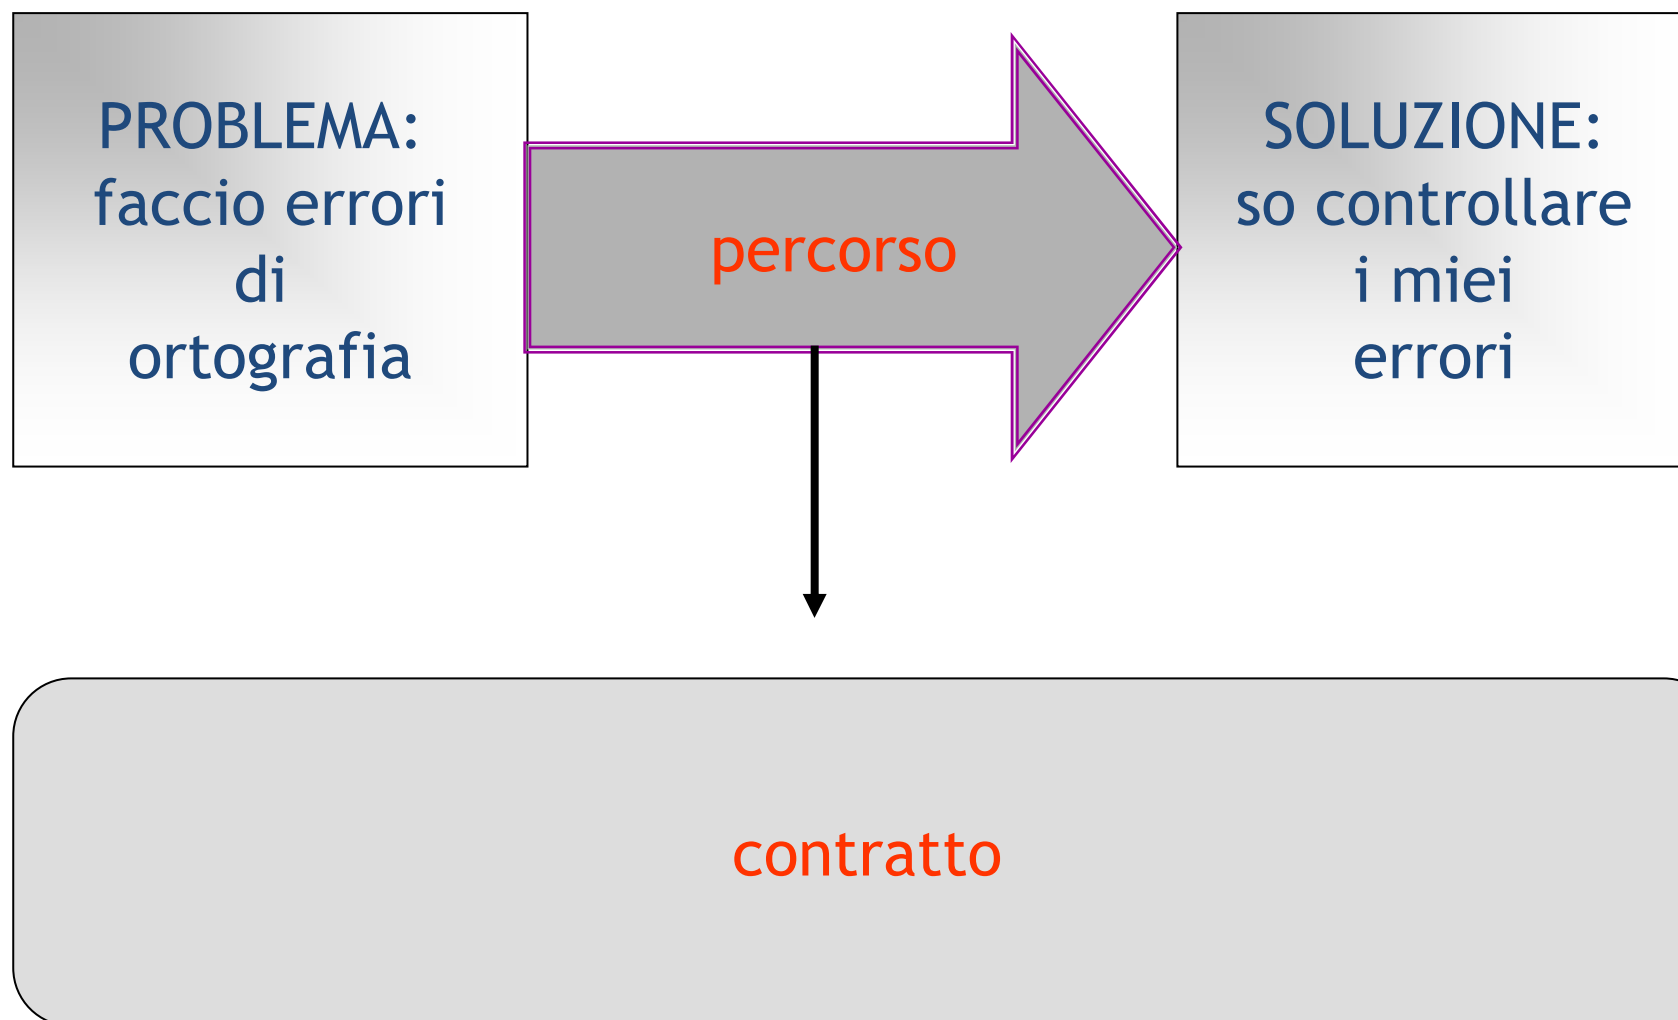 PROBLEMA:
faccio errori
di
ortografia
percorso
SOLUZIONE:
so controllare
i miei
errori
contratto